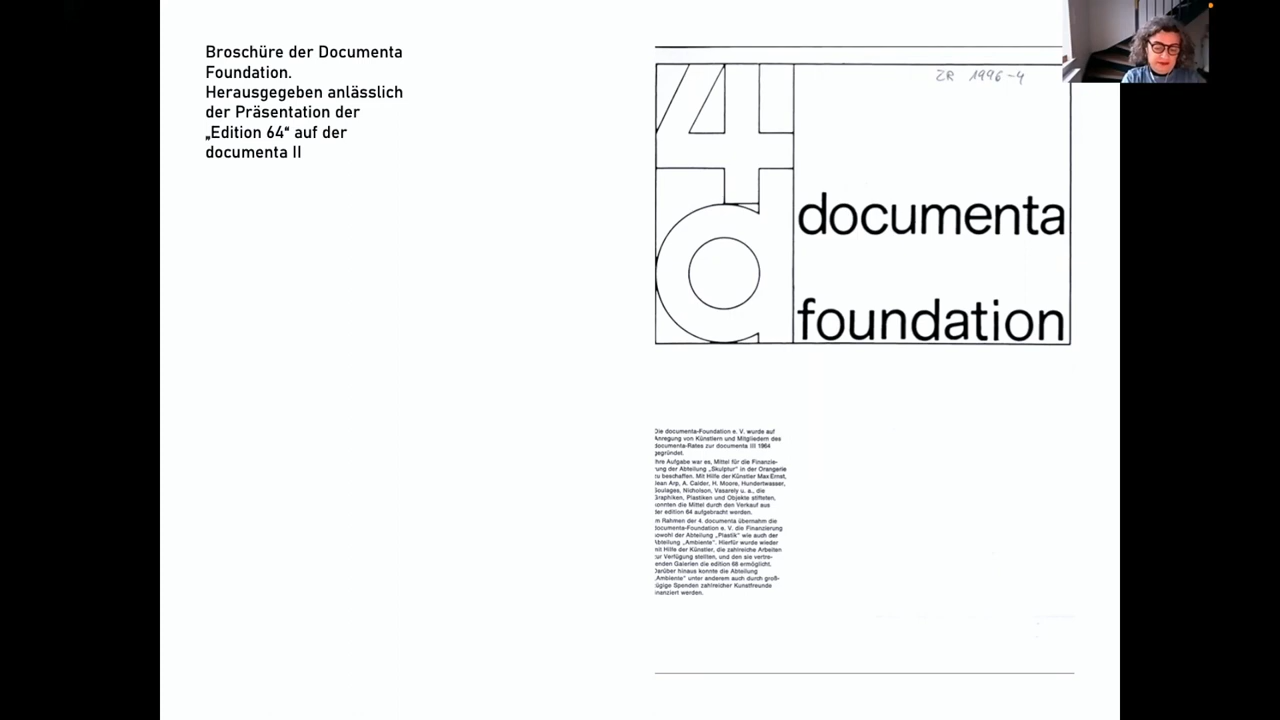 Broschüre der Documenta
Foundation.
Herausgegeben anlässlich
der Präsentation der
„Edition 64“ auf der
documenta II
ZR 1996-4
4
d
documenta
foundation
Die documenta-Foundation e. V. wurde auf
Anregung von Künstlern und Mitgliedern des
documenta-Rates zur documenta III 1964
gegründet.
Ihre Aufgabe war es, Mittel für die Finanzie-
rung der Abteilung „Skulptur“ in der Orangerie
zu beschaffen. Mit Hilfe der Künstler Max Ernst,
Jean Arp, A. Calder, H. Moore, Hundertwasser,
Soulages, Nicholson, Vasarely u. a., die
Graphiken, Plastiken und Objekte stifteten,
konnten die Mittel durch den Verkauf aus
der edition 64 aufgebracht werden.
Im Rahmen der 4. documenta übernahm die
documenta-Foundation e. V. die Finanzierung
sowohl der Abteilung „Plastik“ wie auch der
Abteilung „Ambiente“. Hierfür wurde wieder
mit Hilfe der Künstler, die zahlreiche Arbeiten
zur Verfügung stellten, und den sie vertre-
tenden Galerien die edition 68 ermöglicht.
Darüber hinaus konnte die Abteilung
„Ambiente“ unter anderem auch durch groß-
zügige Spenden zahlreicher Kunstfreunde
finanziert werden.